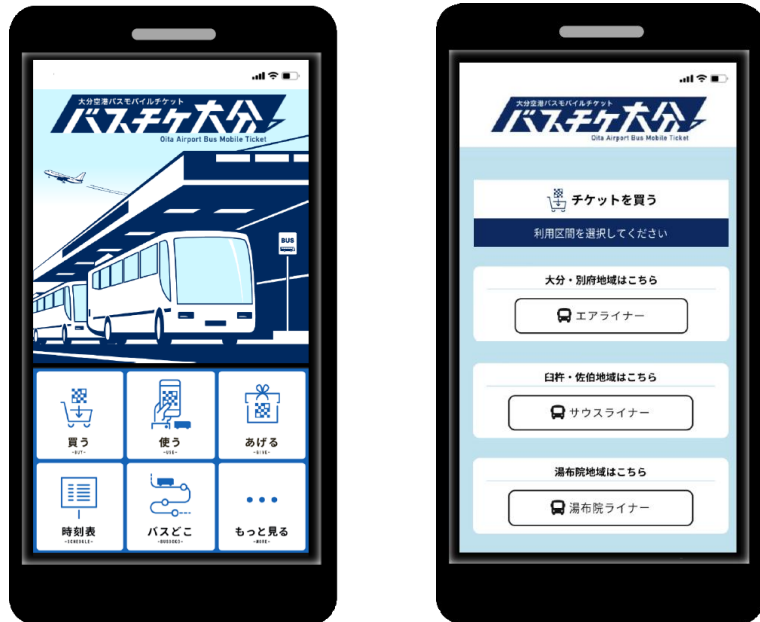 大分空港バスモバイルチケット
バスチケ大分
Oita Airport Bus Mobile Ticket
BUS
買う
-BUY-
使う
-USE-
あげる
-GIVE-
時刻表
-SCHEDULE-
バスどこ
-BUSDOKO-
もっと見る
-MORE-
大分空港バスモバイルチケット
バスチケ大分
Oita Airport Bus Mobile Ticket
チケットを買う
利用区間を選択してください
大分・別府地域はこちら
エアライナー
臼杵・佐伯地域はこちら
サウスライナー
湯布院地域はこちら
湯布院ライナー